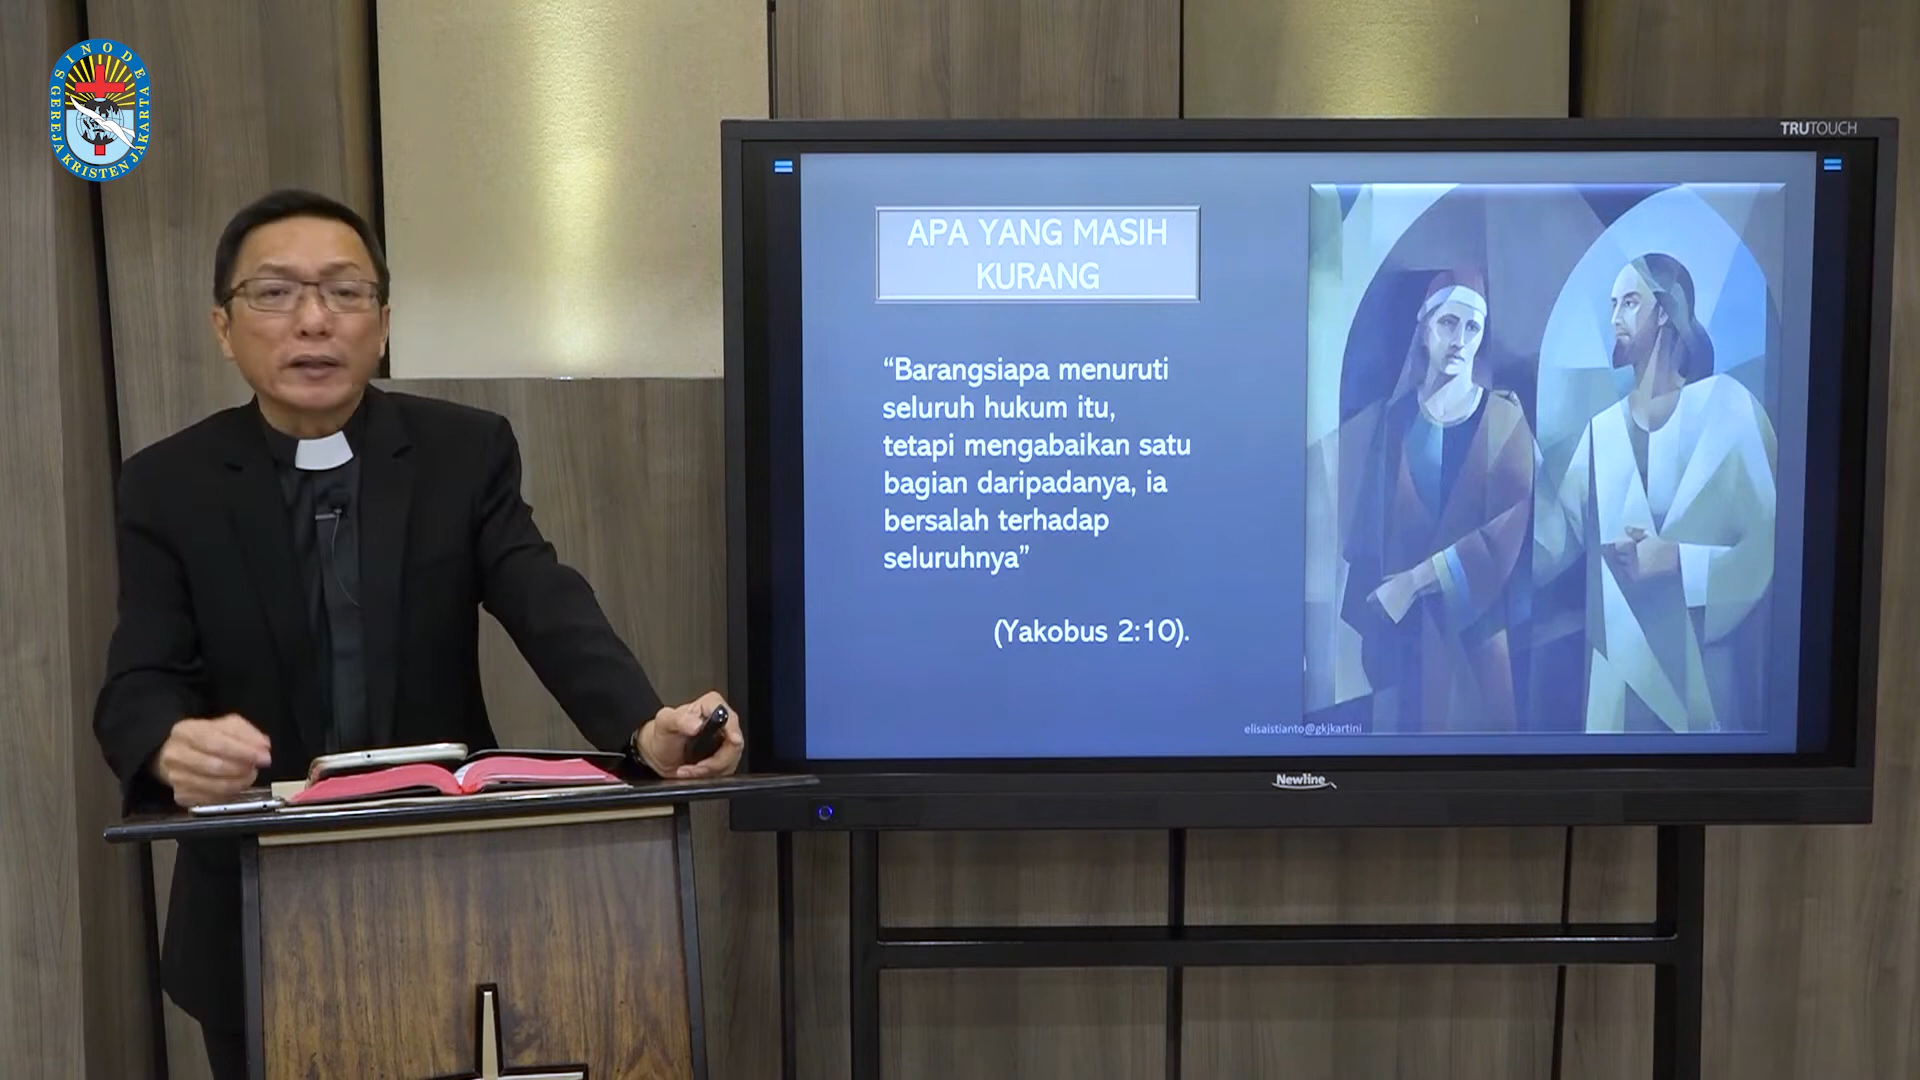 SINODE
GEREJA KRISTEN JAKARTA
TRUTOUCH
APA YANG MASIH
KURANG
“Barangsiapa menuruti
seluruh hukum itu,
tetapi mengabaikan satu
bagian daripadanya, ia
bersalah terhadap
seluruhnya”
(Yakobus 2:10).
elisaistianto@gkjkartini
15
Newline